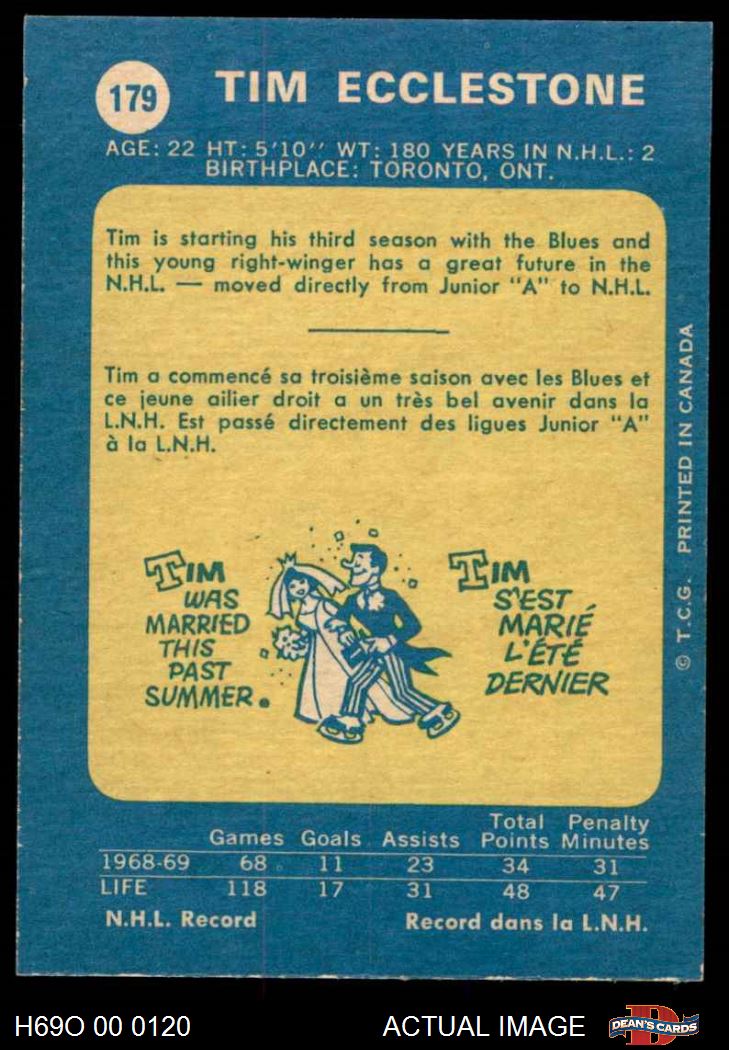 179
TIM ECCLESTONE
AGE: 22 HT: 5'10'' WT: 180 YEARS IN N.H.L.: 2
BIRTHPLACE: TORONTO, ONT.
Tim is starting his third season with the Blues and
this young right-winger has a great future in the
N.H.L. — moved directly from Junior "A" to N.H.L.
Tim a commencé sa troisième saison avec les Blues et
ce jeune ailier droit a un très bel avenir dans la
L.N.H. Est passé directement des ligues Junior "A"
à la L.N.H.
TIM
WAS
MARRIED
THIS
PAST
SUMMER.
TIM
S'EST
MARIÉ
L'ÉTÉ
DERNIER
© T.C.G. PRINTED IN CANADA
Total Penalty
Games Goals Assists Points Minutes
1968-69 68 11 23 34 31
LIFE 118 17 31 48 47
N.H.L. Record Record dans la L.N.H.
H69O 00 0120 ACTUAL IMAGE
D
DEAN'S CARDS